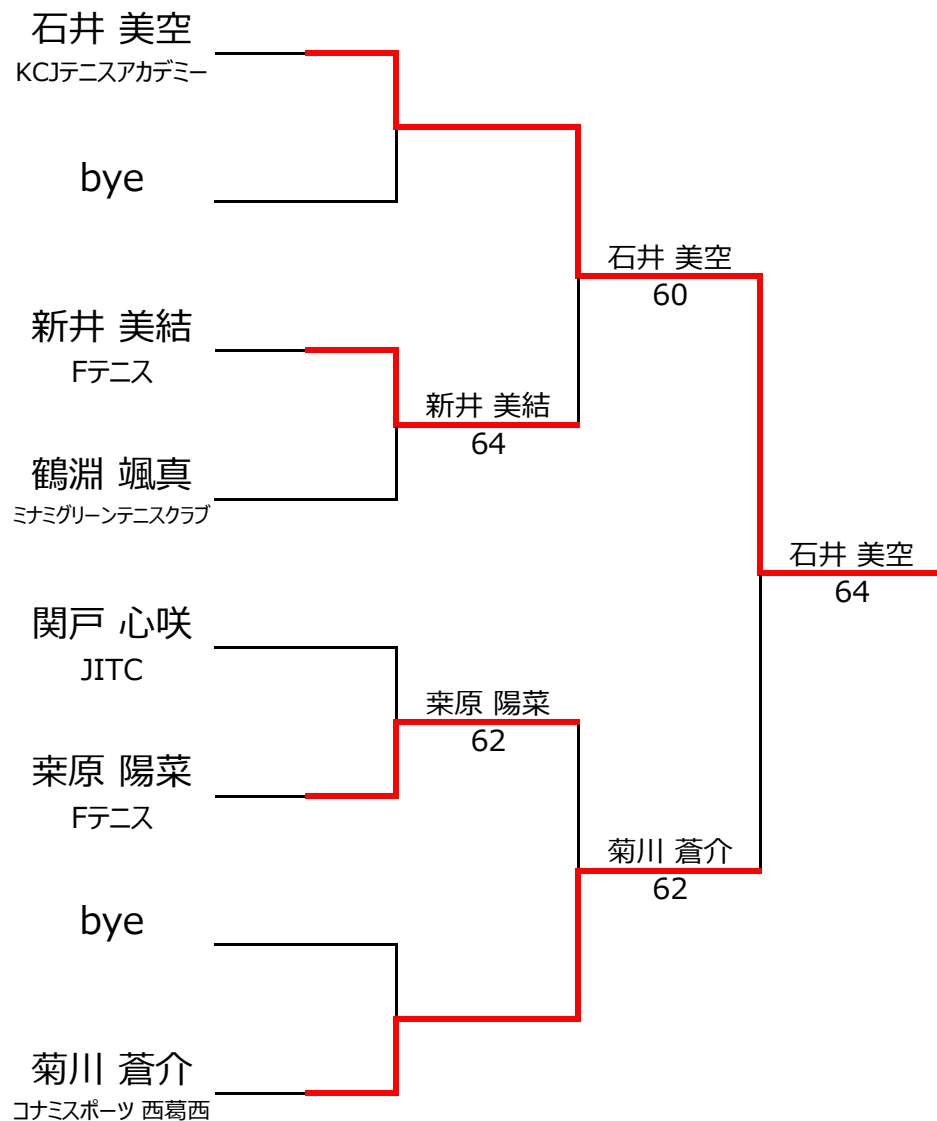 石井 美空
KCJテニスアカデミー
bye
新井 美結
Fテニス
鶴淵 颯真
ミナミグリーンテニスクラブ
関戸 心咲
JITC
桒原 陽菜
Fテニス
bye
菊川 蒼介
コナミスポーツ 西葛西
新井 美結
64
桒原 陽菜
62
石井 美空
60
菊川 蒼介
62
石井 美空
64